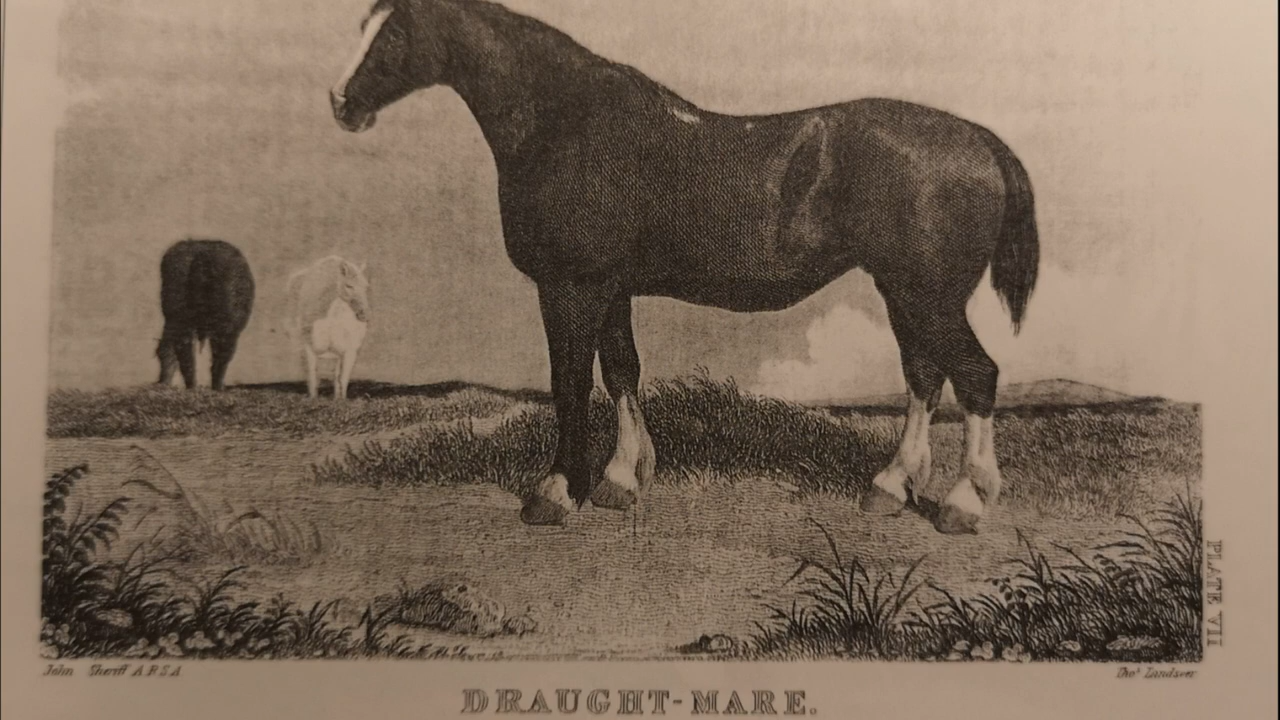 PLATE VII
John Sheriff A.R.S.A
Thoˢ Landseer
DRAUGHT-MARE.